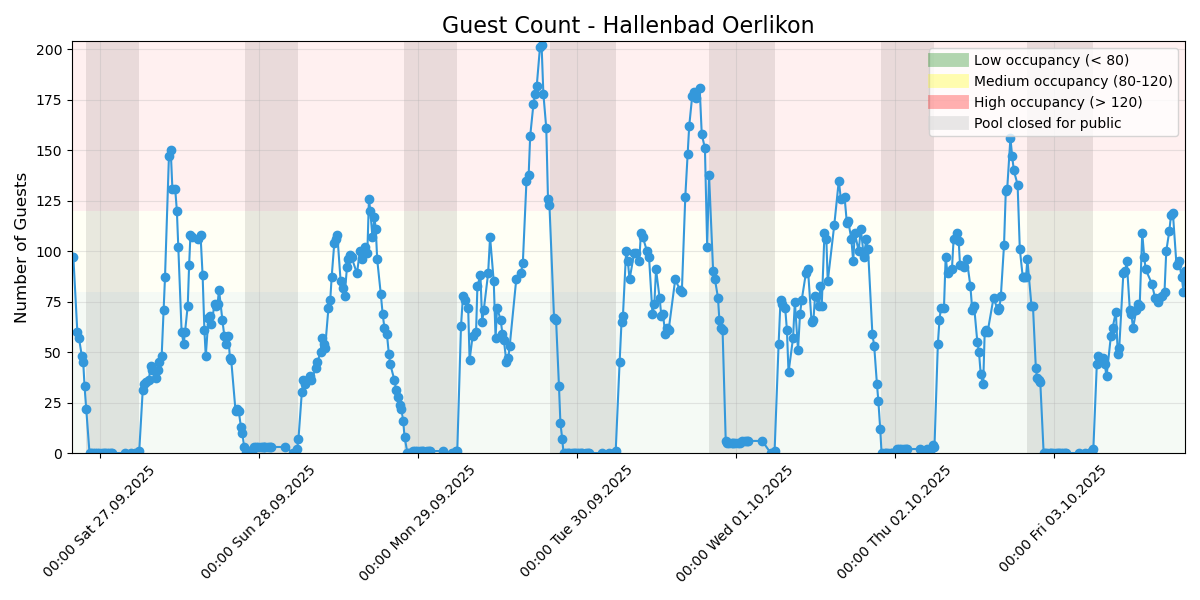 Guest Count - Hallenbad Oerlikon
Number of Guests
200
175
150
125
100
75
50
25
0
Low occupancy (< 80)
Medium occupancy (80-120)
High occupancy (> 120)
Pool closed for public
00:00 Sat 27.09.2025
00:00 Sun 28.09.2025
00:00 Mon 29.09.2025
00:00 Tue 30.09.2025
00:00 Wed 01.10.2025
00:00 Thu 02.10.2025
00:00 Fri 03.10.2025